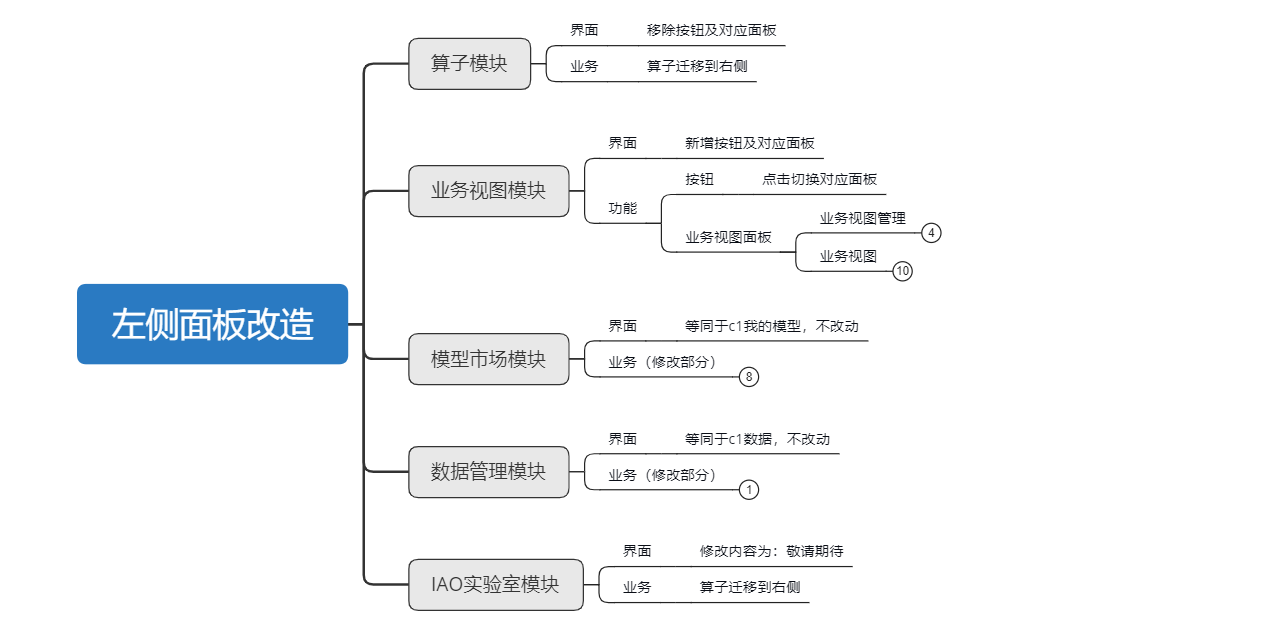 左侧面板改造
算子模块
界面
移除按钮及对应面板
业务
算子迁移到右侧
业务视图模块
界面
新增按钮及对应面板
功能
按钮
点击切换对应面板
业务视图面板
业务视图管理
4
业务视图
10
模型市场模块
界面
等同于c1我的模型，不改动
业务（修改部分）
8
数据管理模块
界面
等同于c1数据，不改动
业务（修改部分）
1
IAO实验室模块
界面
修改内容为：敬请期待
业务
算子迁移到右侧